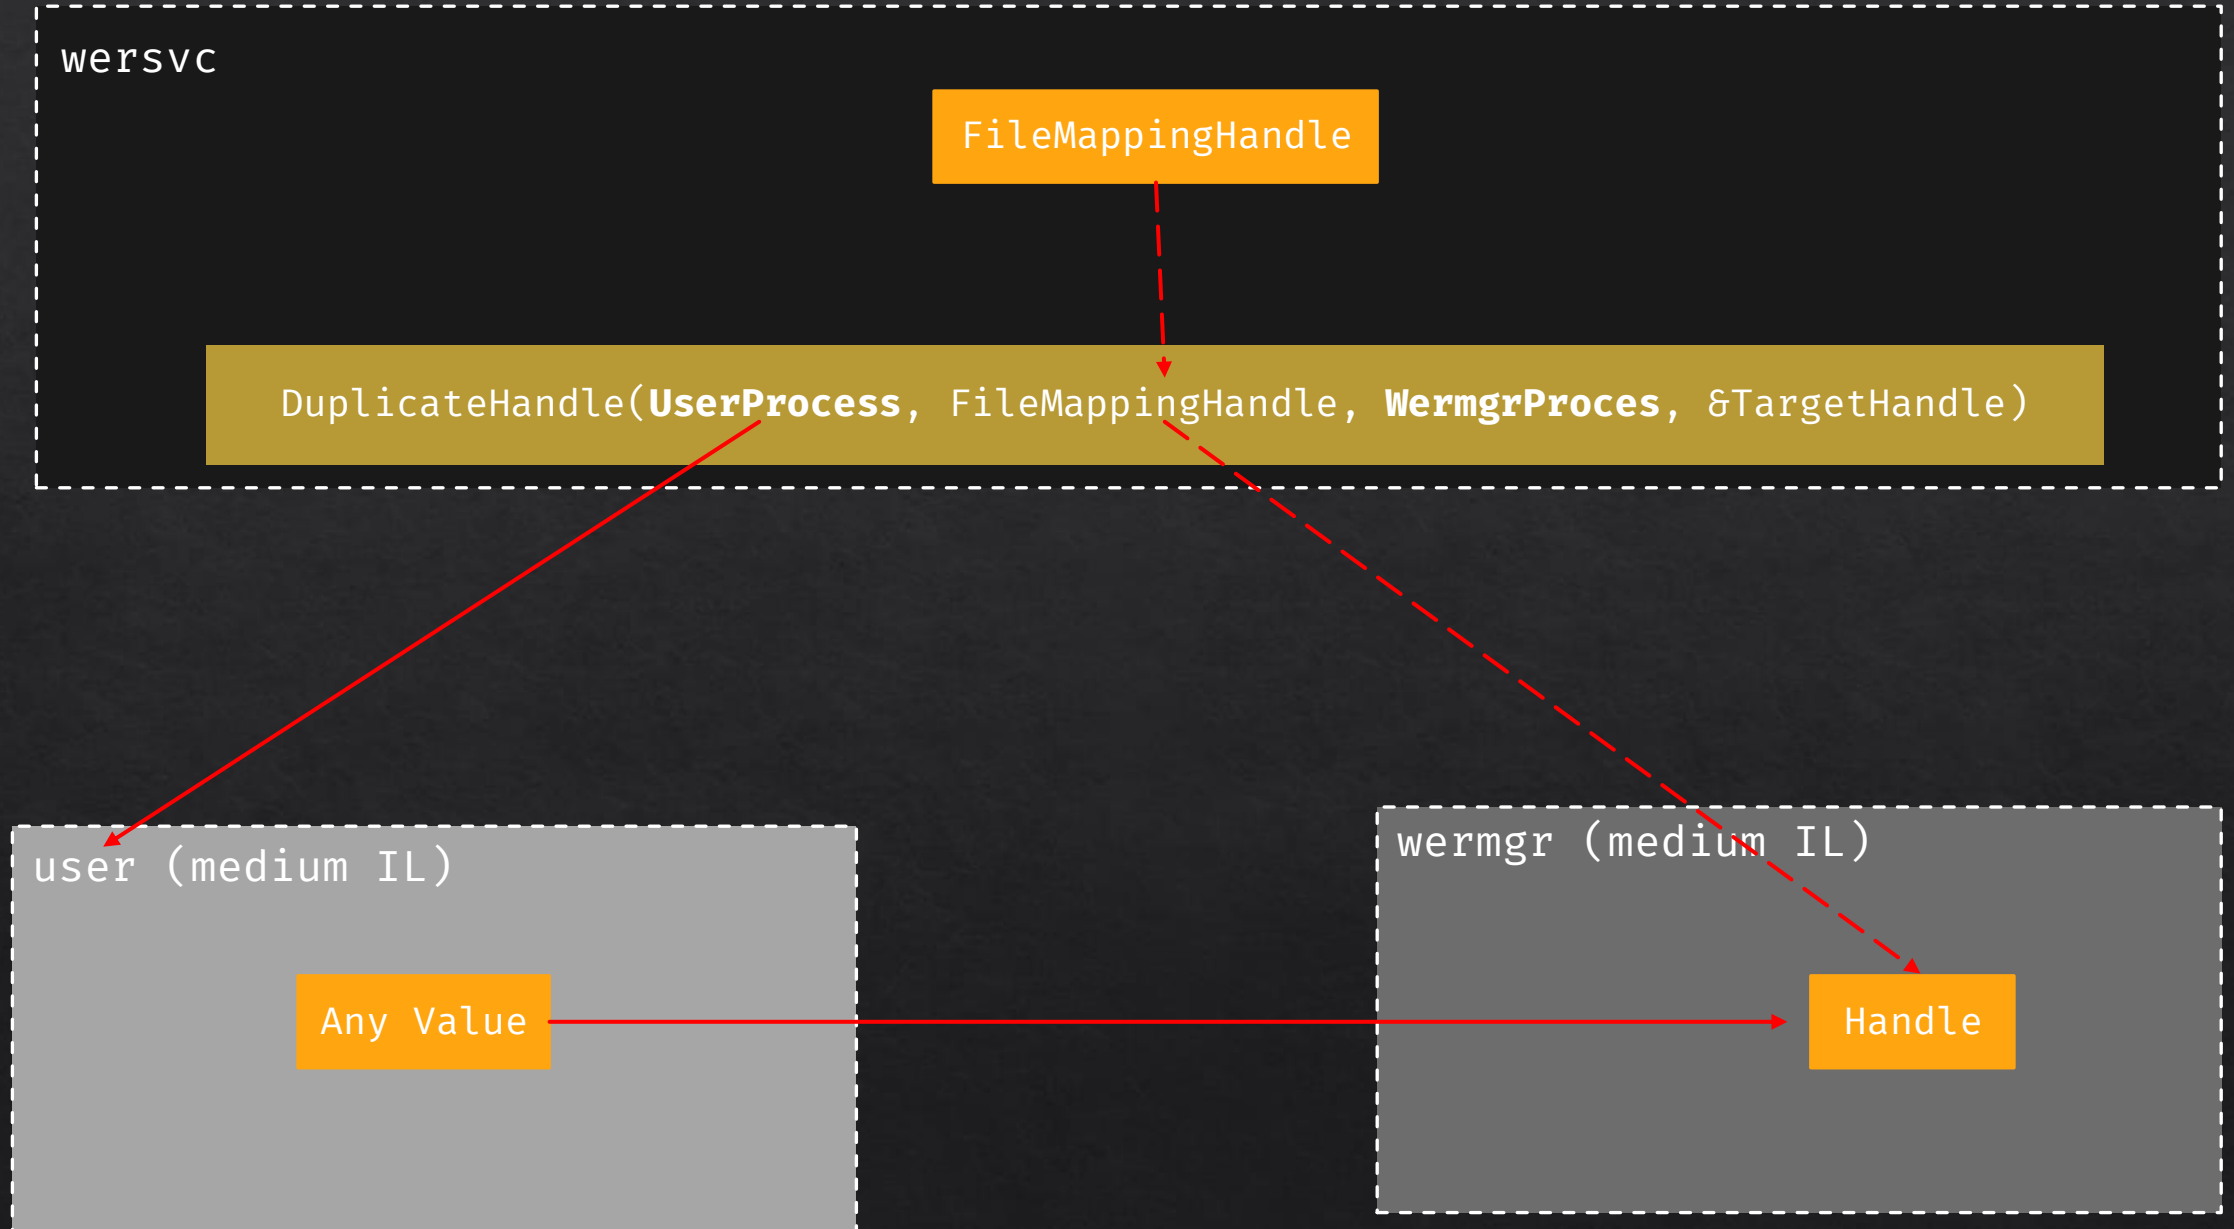 wersvc
FileMappingHandle
DuplicateHandle(UserProcess, FileMappingHandle, WermgrProces, &TargetHandle)
user (medium IL)
wermgr (medium IL)
Any Value
Handle